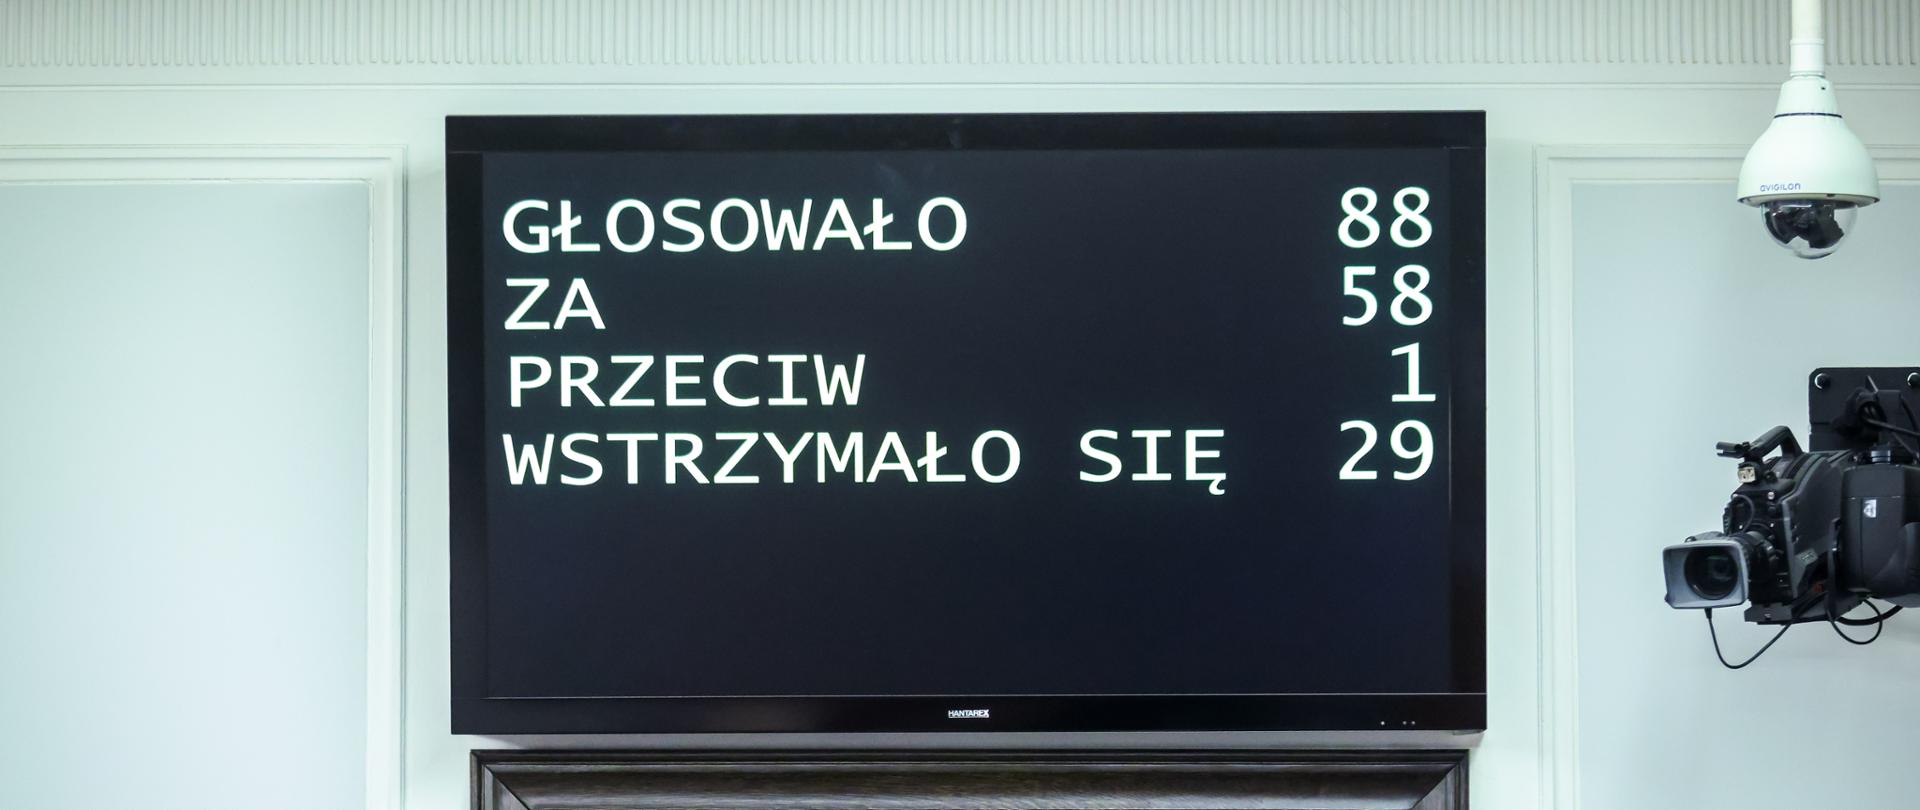 GŁOSOWAŁO 88
ZA 58
PRZECIW 1
WSTRZYMAŁO SIĘ 29
AVIGILON
HANTAREX